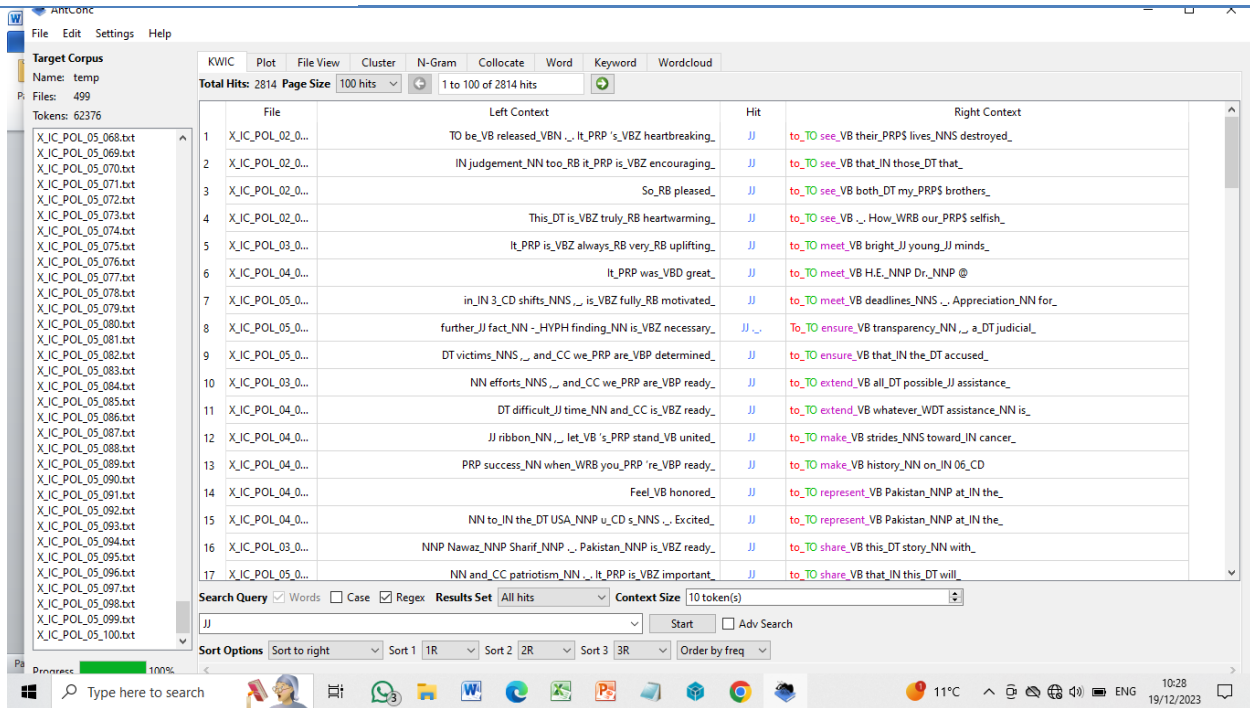 AntConc
File Edit Settings Help
Target Corpus
Name: temp
Files: 499
Tokens: 62376
X_IC_POL_05_068.txt
X_IC_POL_05_069.txt
X_IC_POL_05_070.txt
X_IC_POL_05_071.txt
X_IC_POL_05_072.txt
X_IC_POL_05_073.txt
X_IC_POL_05_074.txt
X_IC_POL_05_075.txt
X_IC_POL_05_076.txt
X_IC_POL_05_077.txt
X_IC_POL_05_078.txt
X_IC_POL_05_079.txt
X_IC_POL_05_080.txt
X_IC_POL_05_081.txt
X_IC_POL_05_082.txt
X_IC_POL_05_083.txt
X_IC_POL_05_084.txt
X_IC_POL_05_085.txt
X_IC_POL_05_086.txt
X_IC_POL_05_087.txt
X_IC_POL_05_088.txt
X_IC_POL_05_089.txt
X_IC_POL_05_090.txt
X_IC_POL_05_091.txt
X_IC_POL_05_092.txt
X_IC_POL_05_093.txt
X_IC_POL_05_094.txt
X_IC_POL_05_095.txt
X_IC_POL_05_096.txt
X_IC_POL_05_097.txt
X_IC_POL_05_098.txt
X_IC_POL_05_099.txt
X_IC_POL_05_100.txt
Progress 100%
KWIC Plot File View Cluster N-Gram Collocate Word Keyword Wordcloud
Total Hits: 2814 Page Size 100 hits 1 to 100 of 2814 hits
File Left Context Hit Right Context
1 X_IC_POL_02_0... TO be_VB released_VBN ._. It_PRP 's_VBZ heartbreaking_ JJ to_TO see_VB their_PRP$ lives_NNS destroyed_
2 X_IC_POL_02_0... IN judgement_NN too_RB it_PRP is_VBZ encouraging_ JJ to_TO see_VB that_IN those_DT that_
3 X_IC_POL_02_0... So_RB pleased_ JJ to_TO see_VB both_DT my_PRP$ brothers_
4 X_IC_POL_02_0... This_DT is_VBZ truly_RB heartwarming_ JJ to_TO see_VB ._. How_WRB our_PRP$ selfish_
5 X_IC_POL_03_0... It_PRP is_VBZ always_RB very_RB uplifting_ JJ to_TO meet_VB bright_JJ young_JJ minds_
6 X_IC_POL_04_0... It_PRP was_VBD great_ JJ to_TO meet_VB H.E._NNP Dr._NNP @
7 X_IC_POL_05_0... in_IN 3_CD shifts_NNS ,_, is_VBZ fully_RB motivated_ JJ to_TO meet_VB deadlines_NNS ._. Appreciation_NN for_
8 X_IC_POL_05_0... further_JJ fact_NN -_HYPH finding_NN is_VBZ necessary_ JJ ._. To_TO ensure_VB transparency_NN ,_, a_DT judicial_
9 X_IC_POL_05_0... DT victims_NNS ,_, and_CC we_PRP are_VBP determined_ JJ to_TO ensure_VB that_IN the_DT accused_
10 X_IC_POL_03_0... NN efforts_NNS ,_, and_CC we_PRP are_VBP ready_ JJ to_TO extend_VB all_DT possible_JJ assistance_
11 X_IC_POL_04_0... DT difficult_JJ time_NN and_CC is_VBZ ready_ JJ to_TO extend_VB whatever_WDT assistance_NN is_
12 X_IC_POL_04_0... JJ ribbon_NN ,_, let_VB 's_PRP stand_VB united_ JJ to_TO make_VB strides_NNS toward_IN cancer_
13 X_IC_POL_04_0... PRP success_NN when_WRB you_PRP 're_VBP ready_ JJ to_TO make_VB history_NN on_IN 06_CD
14 X_IC_POL_04_0... Feel_VB honored_ JJ to_TO represent_VB Pakistan_NNP at_IN the_
15 X_IC_POL_04_0... NN to_IN the_DT USA_NNP u_CD s_NNS ._. Excited_ JJ to_TO represent_VB Pakistan_NNP at_IN the_
16 X_IC_POL_03_0... NNP Nawaz_NNP Sharif_NNP ._. Pakistan_NNP is_VBZ ready_ JJ to_TO share_VB this_DT story_NN with_
17 X_IC_POL_05_0... NN and_CC patriotism_NN ._. It_PRP is_VBZ important_ JJ to_TO share_VB that_IN this_DT will_
Search Query Words Case Regex Results Set All hits Context Size 10 token(s)
JJ Start Adv Search
Sort Options Sort to right Sort 1 1R Sort 2 2R Sort 3 3R Order by freq
Type here to search 11°C ENG 10:28
19/12/2023